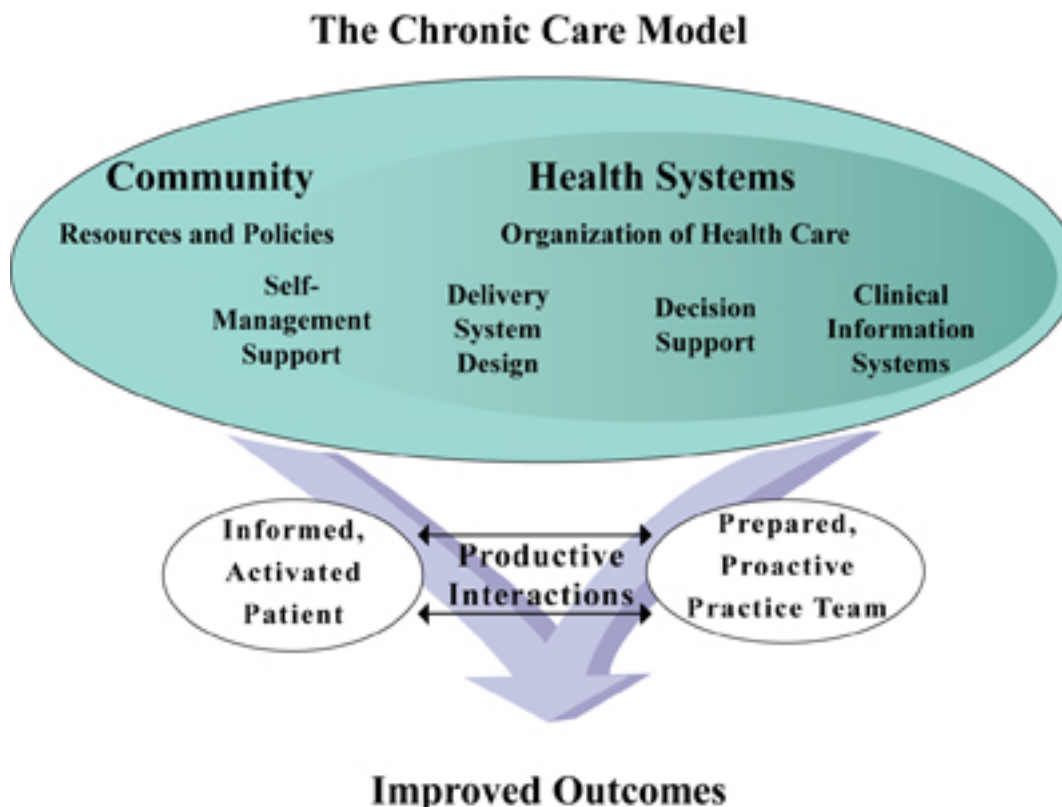 The Chronic Care Model
Community
Health Systems
Resources and Policies
Organization of Health Care
Self-
Management
Support
Delivery
System
Design
Decision
Support
Clinical
Information
Systems
Informed,
Activated
Patient
Productive
Interactions
Prepared,
Proactive
Practice Team
Improved Outcomes